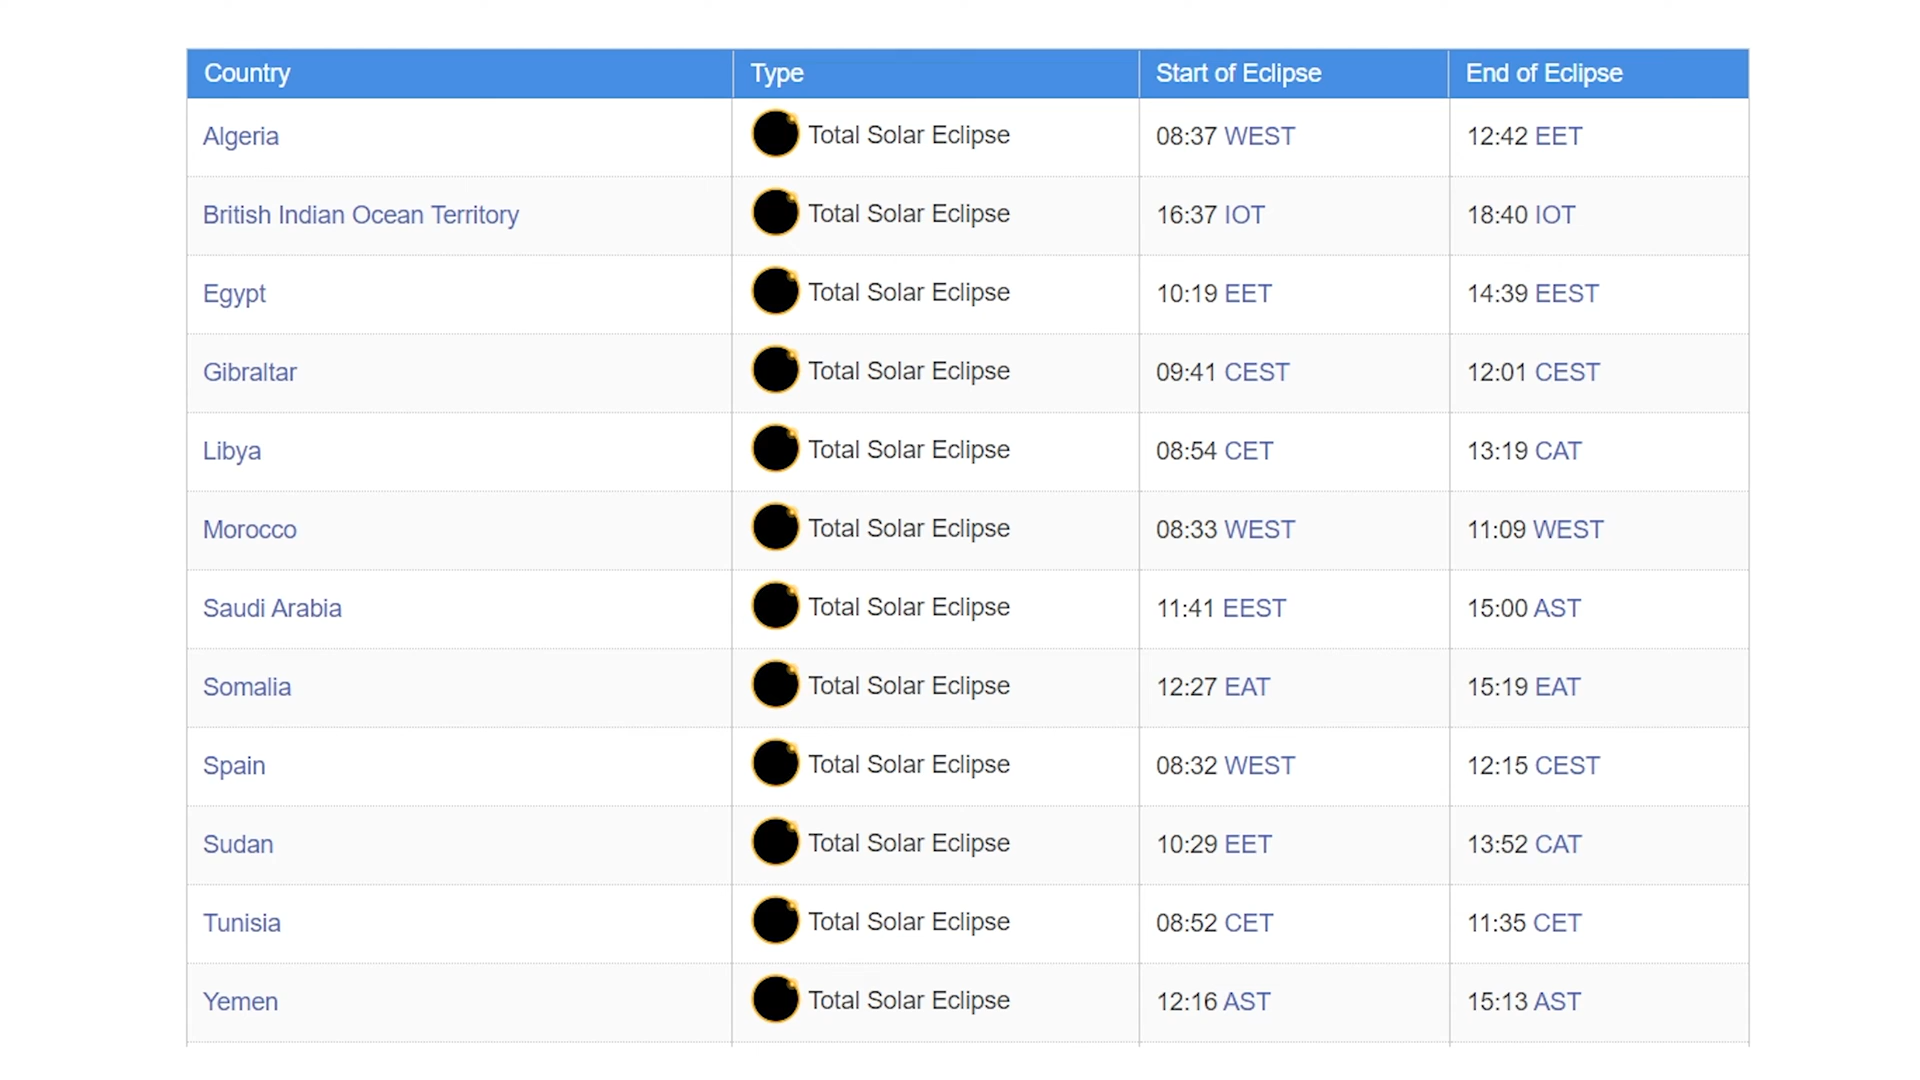 Country Type Start of Eclipse End of Eclipse
Algeria Total Solar Eclipse 08:37 WEST 12:42 EET
British Indian Ocean Territory Total Solar Eclipse 16:37 IOT 18:40 IOT
Egypt Total Solar Eclipse 10:19 EET 14:39 EEST
Gibraltar Total Solar Eclipse 09:41 CEST 12:01 CEST
Libya Total Solar Eclipse 08:54 CET 13:19 CAT
Morocco Total Solar Eclipse 08:33 WEST 11:09 WEST
Saudi Arabia Total Solar Eclipse 11:41 EEST 15:00 AST
Somalia Total Solar Eclipse 12:27 EAT 15:19 EAT
Spain Total Solar Eclipse 08:32 WEST 12:15 CEST
Sudan Total Solar Eclipse 10:29 EET 13:52 CAT
Tunisia Total Solar Eclipse 08:52 CET 11:35 CET
Yemen Total Solar Eclipse 12:16 AST 15:13 AST